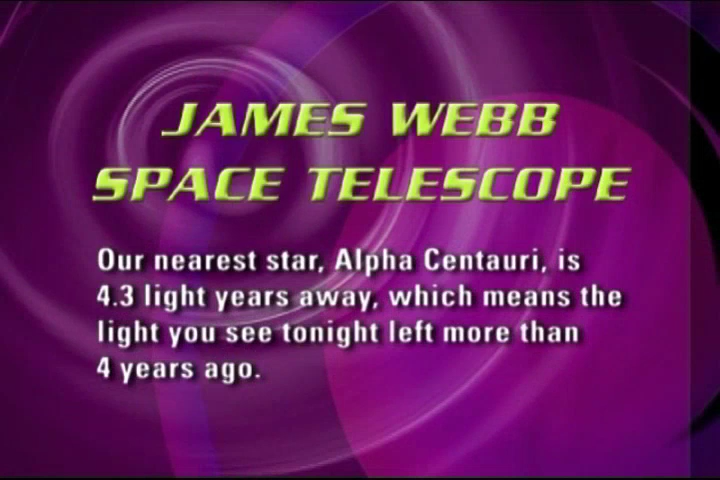 JAMES WEBB
SPACE TELESCOPE
Our nearest star, Alpha Centauri, is
4.3 light years away, which means the
light you see tonight left more than
4 years ago.